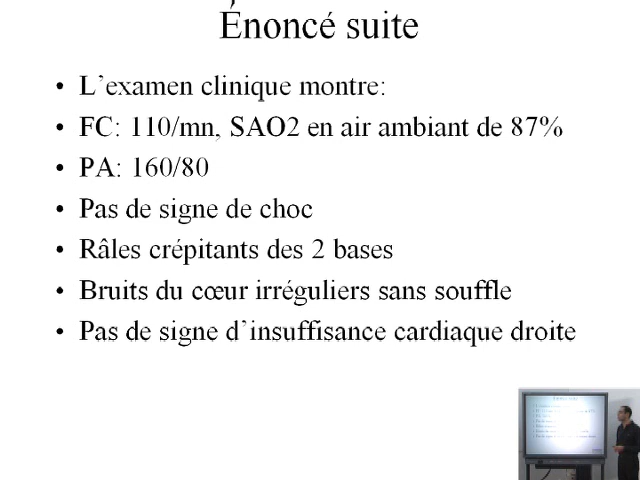 Énoncé suite
• L'examen clinique montre:
• FC: 110/mn, SAO2 en air ambiant de 87%
• PA: 160/80
• Pas de signe de choc
• Râles crépitants des 2 bases
• Bruits du cœur irréguliers sans souffle
• Pas de signe d'insuffisance cardiaque droite